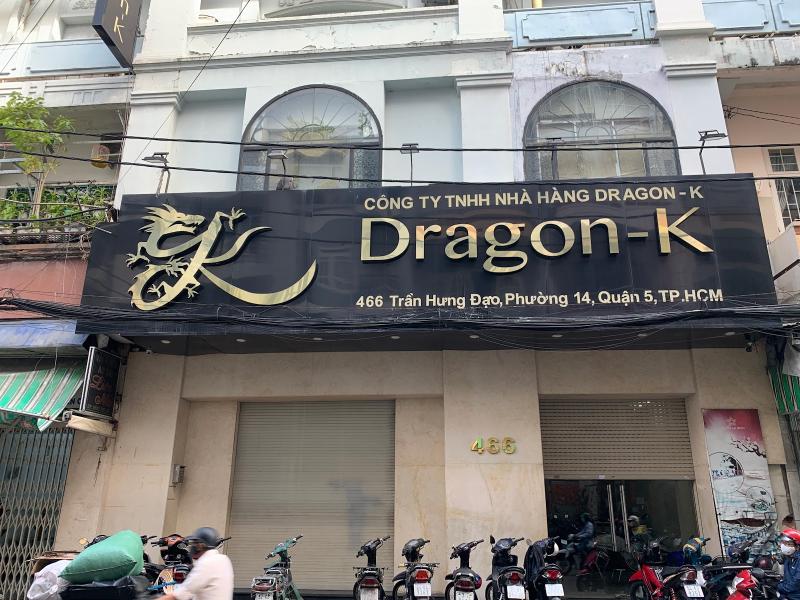 CÔNG TY TNHH NHÀ HÀNG DRAGON-K
K
Dragon-K
466 Trần Hưng Đạo, Phường 14, Quận 5, TP.HCM
466